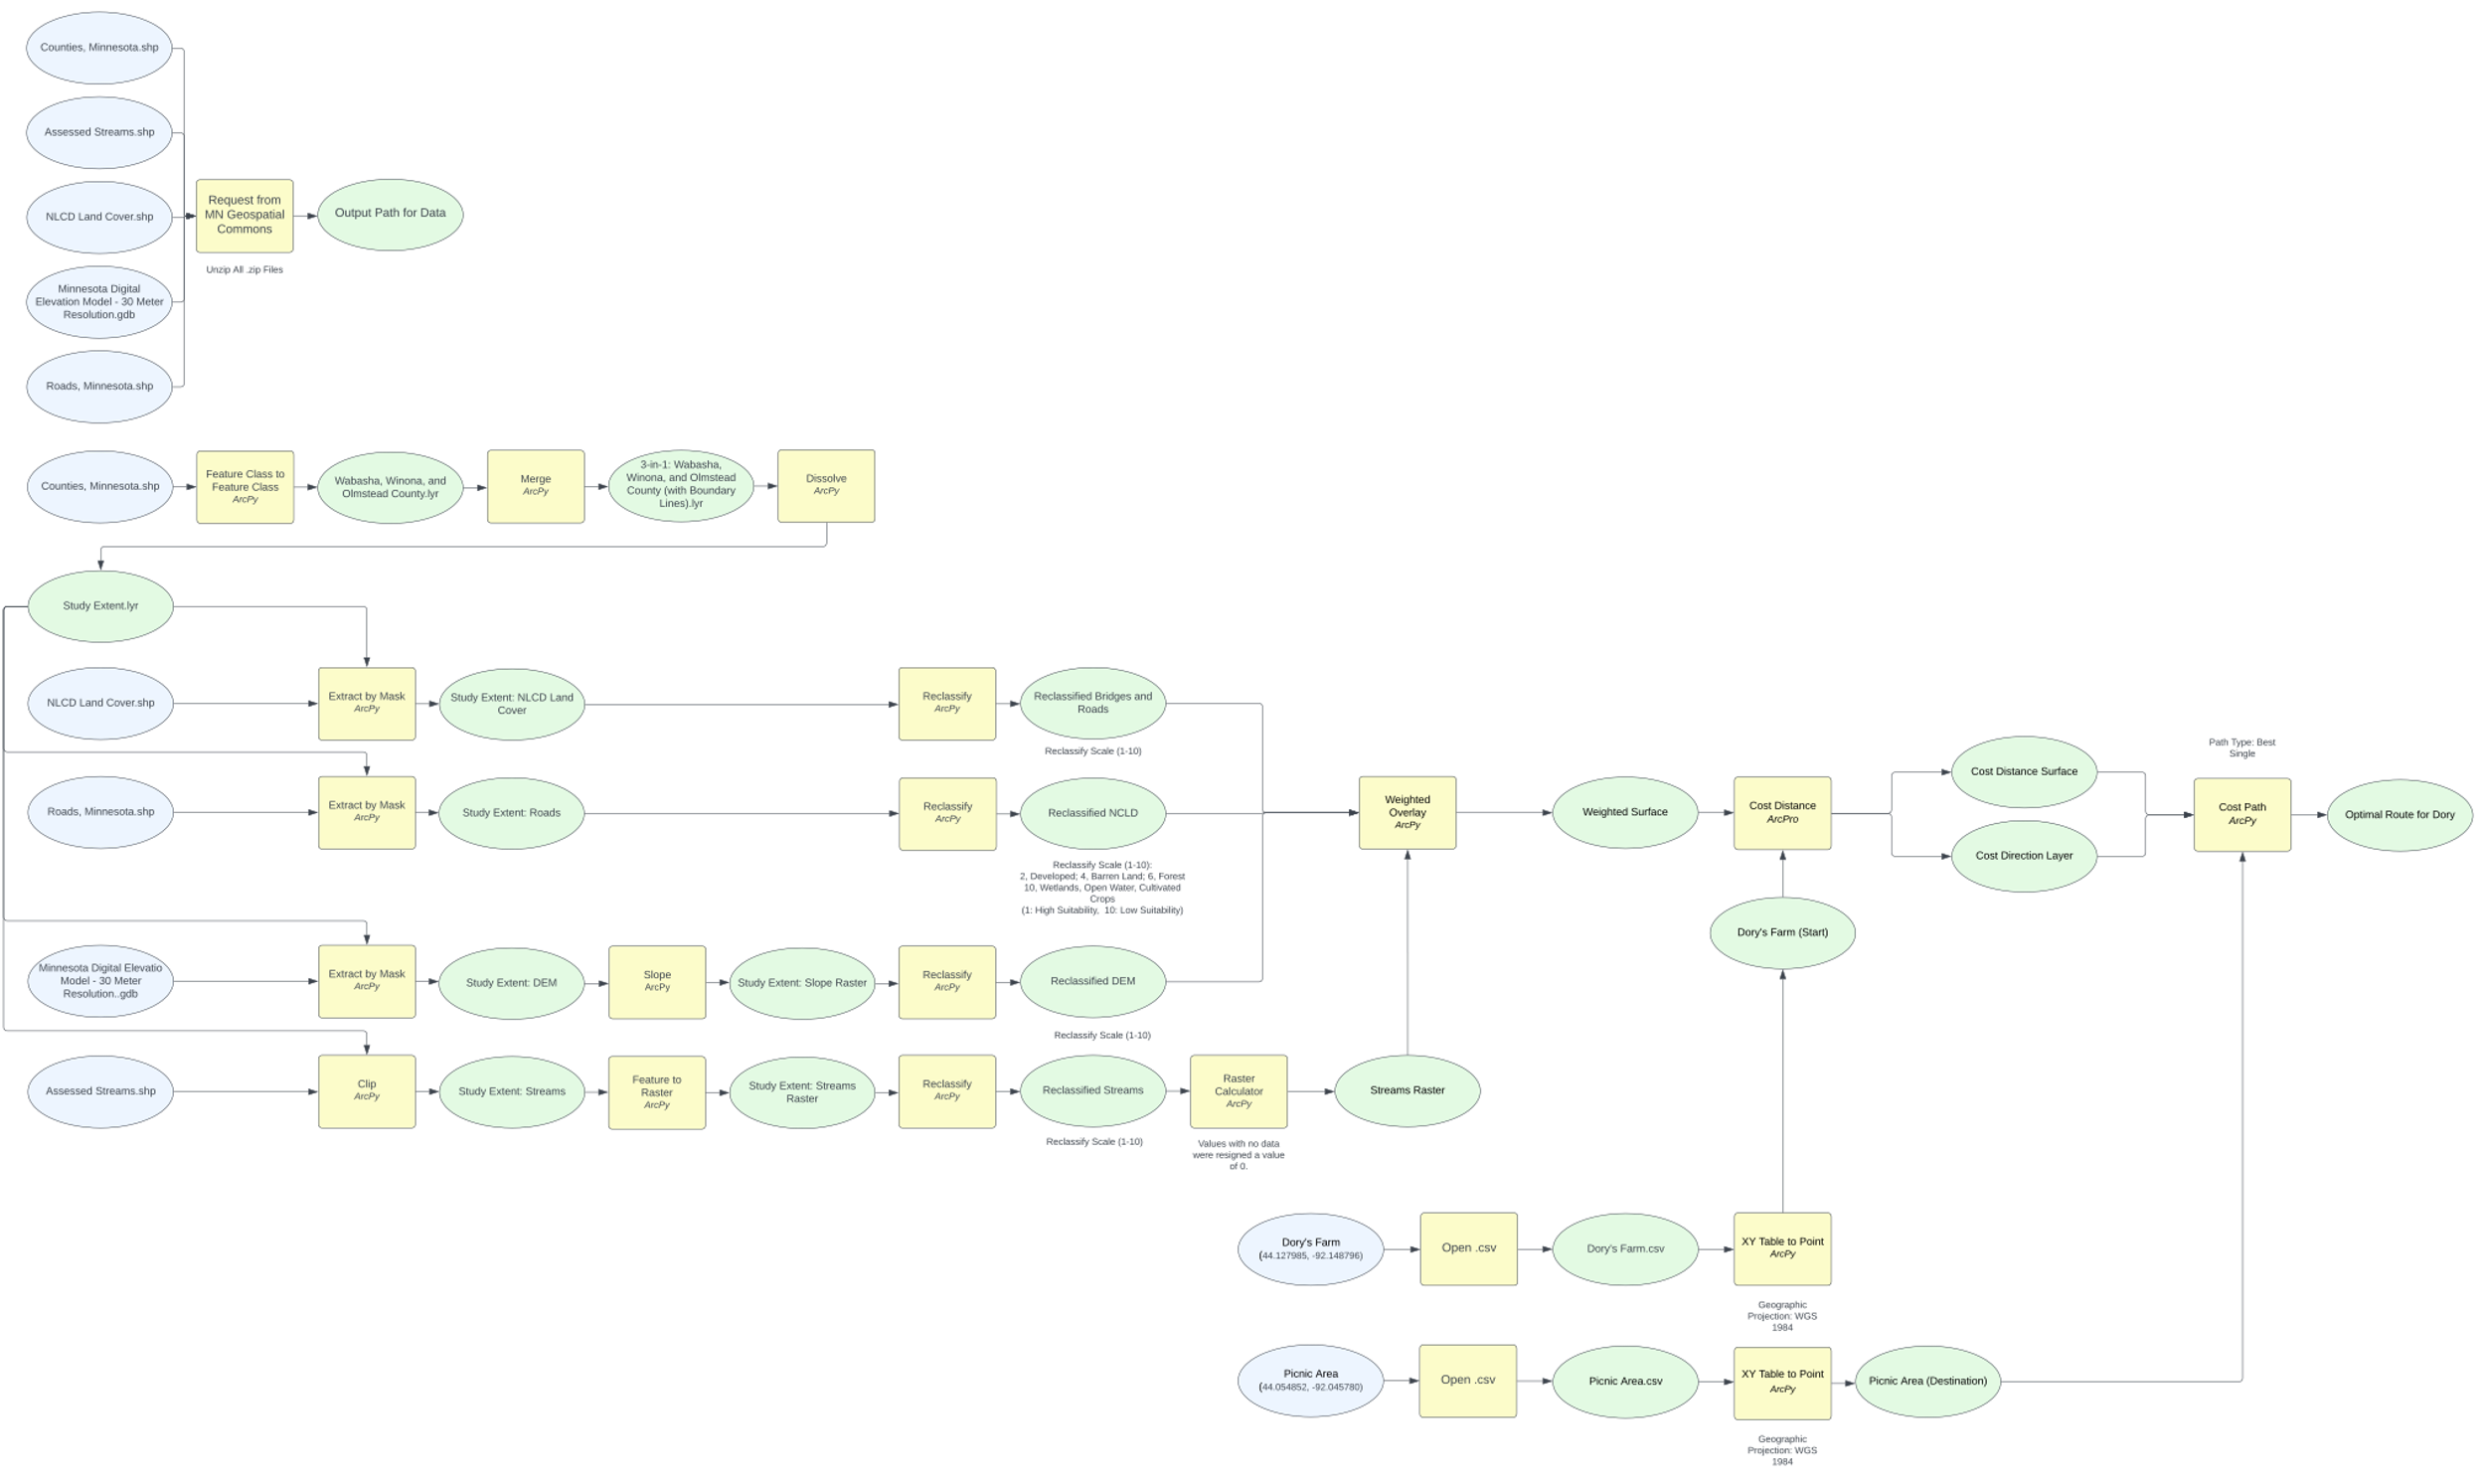 Counties, Minnesota.shp
Assessed Streams.shp
NLCD Land Cover.shp
Minnesota Digital
Elevation Model - 30 Meter
Resolution.gdb
Roads, Minnesota.shp
Request from
MN Geospatial
Commons
Unzip All .zip Files
Output Path for Data
Counties, Minnesota.shp
Feature Class to
Feature Class
ArcPy
Wabasha, Winona, and
Olmstead County.lyr
Merge
ArcPy
3-in-1: Wabasha,
Winona, and Olmstead
County (with Boundary
Lines).lyr
Dissolve
ArcPy
Study Extent.lyr
NLCD Land Cover.shp
Extract by Mask
ArcPy
Study Extent: NLCD Land
Cover
Reclassify
ArcPy
Reclassified Bridges and
Roads
Reclassify Scale (1-10)
Roads, Minnesota.shp
Extract by Mask
ArcPy
Study Extent: Roads
Reclassify
ArcPy
Reclassified NCLD
Reclassify Scale (1-10):
2, Developed; 4, Barren Land; 6, Forest
10, Wetlands, Open Water, Cultivated
Crops
(1: High Suitability, 10: Low Suitability)
Minnesota Digital Elevatio
Model - 30 Meter
Resolution..gdb
Extract by Mask
ArcPy
Study Extent: DEM
Slope
ArcPy
Study Extent: Slope Raster
Reclassify
ArcPy
Reclassified DEM
Reclassify Scale (1-10)
Assessed Streams.shp
Clip
ArcPy
Study Extent: Streams
Feature to
Raster
ArcPy
Study Extent: Streams
Raster
Reclassify
ArcPy
Reclassified Streams
Reclassify Scale (1-10)
Raster
Calculator
ArcPy
Values with no data
were resigned a value
of 0.
Streams Raster
Weighted
Overlay
ArcPy
Weighted Surface
Cost Distance
ArcPro
Cost Distance Surface
Cost Direction Layer
Path Type: Best
Single
Cost Path
ArcPy
Optimal Route for Dory
Dory's Farm (Start)
Dory's Farm
(44.127985, -92.148796)
Open .csv
Dory's Farm.csv
XY Table to Point
ArcPy
Geographic
Projection: WGS
1984
Picnic Area
(44.054852, -92.045780)
Open .csv
Picnic Area.csv
XY Table to Point
ArcPy
Geographic
Projection: WGS
1984
Picnic Area (Destination)